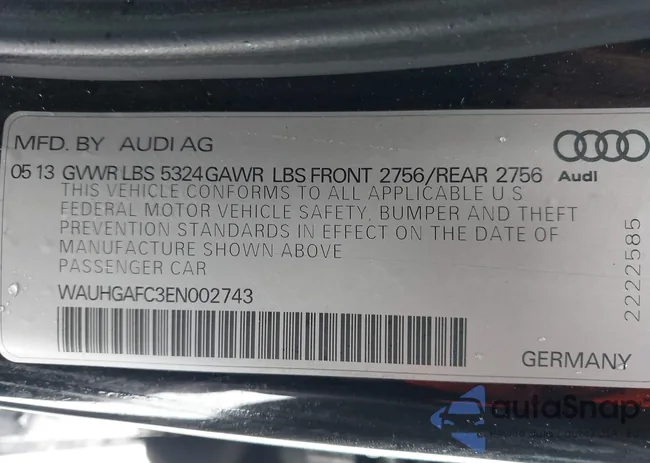 MFD. BY AUDI AG
05 13 GVWR LBS 5324 GAWR LBS FRONT 2756/REAR 2756
Audi
THIS VEHICLE CONFORMS TO ALL APPLICABLE U S
FEDERAL MOTOR VEHICLE SAFETY, BUMPER AND THEFT
PREVENTION STANDARDS IN EFFECT ON THE DATE OF
MANUFACTURE SHOWN ABOVE
PASSENGER CAR
WAUHGAFC3EN002743
2222585
GERMANY
autoSnap